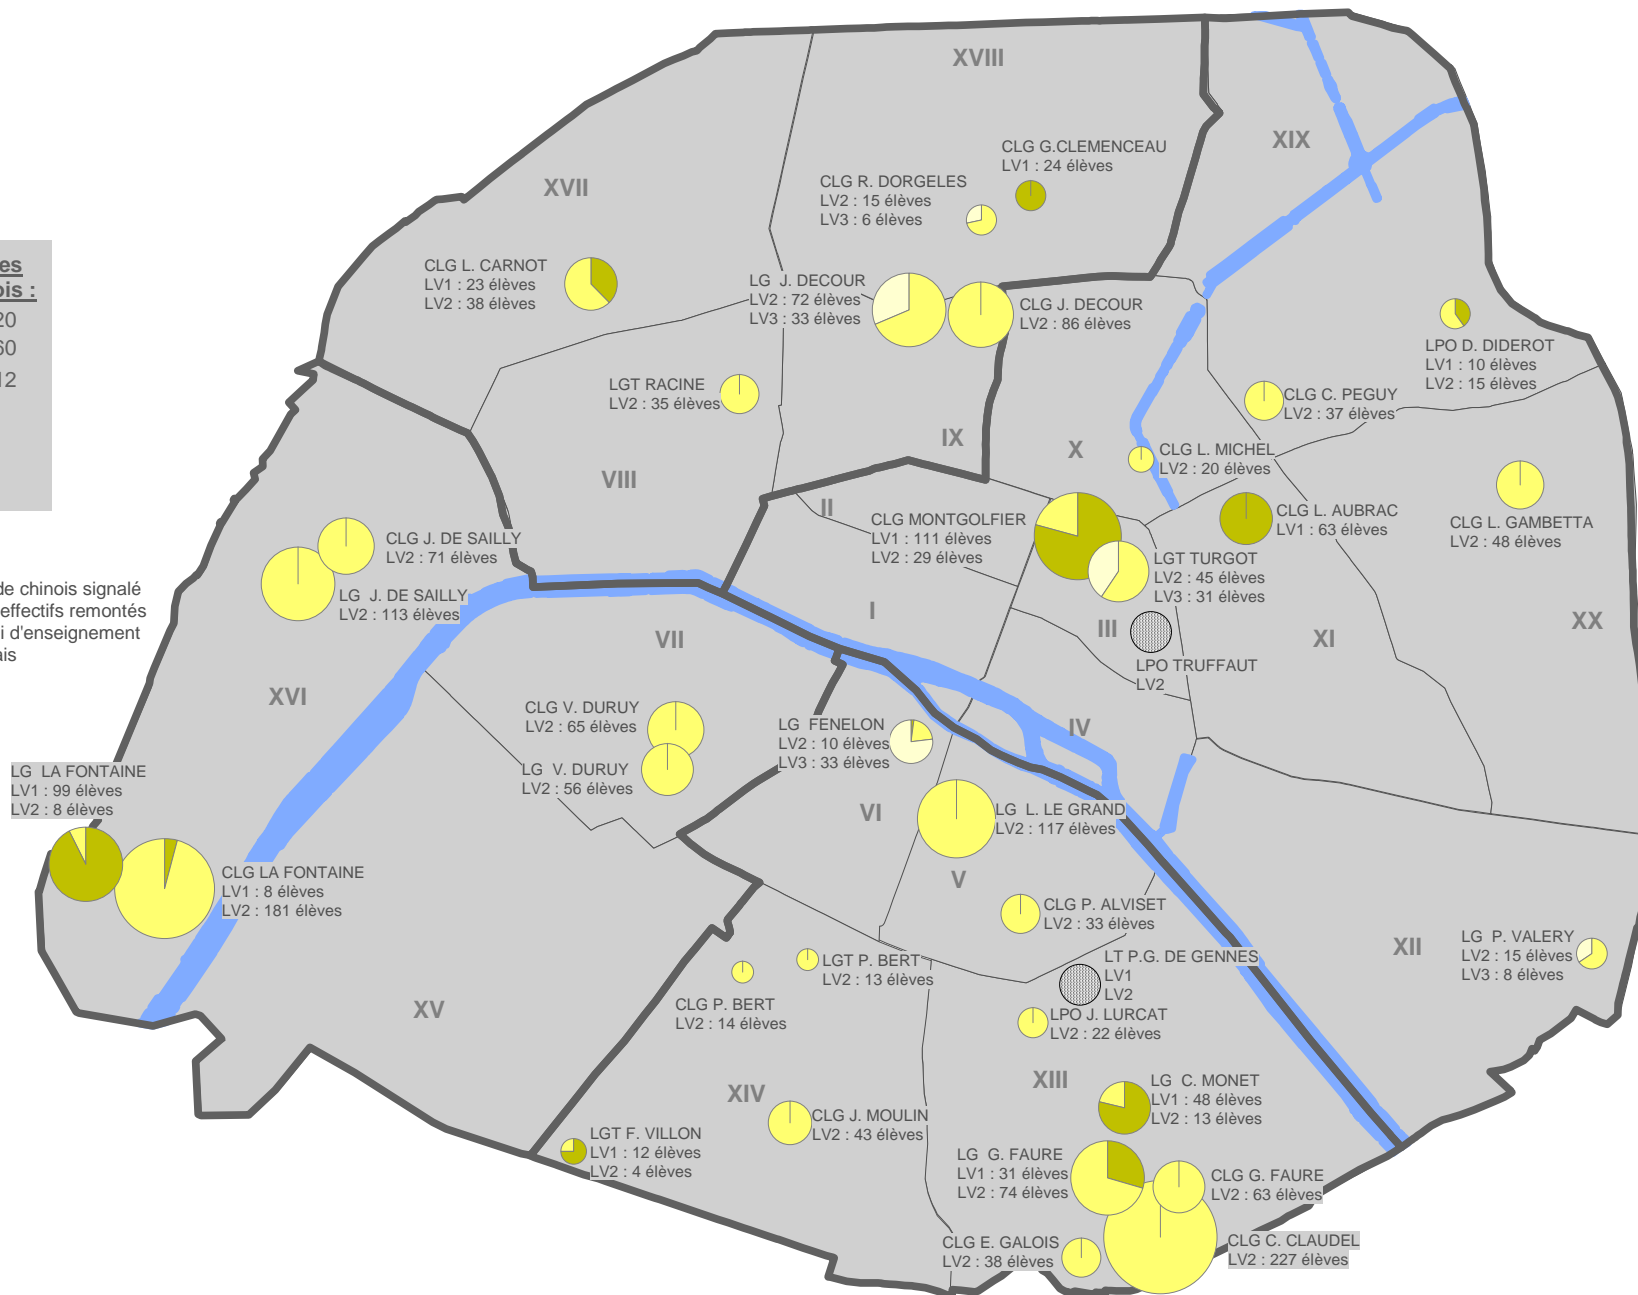 XVIII
XIX
XVII
CLG G.CLEMENCEAU
LV1 : 24 élèves
CLG R. DORGELES
LV2 : 15 élèves
LV3 : 6 élèves
CLG L. CARNOT
LV1 : 23 élèves
LV2 : 38 élèves
LG J. DECOUR
LV2 : 72 élèves
LV3 : 33 élèves
CLG J. DECOUR
LV2 : 86 élèves
LPO D. DIDEROT
LV1 : 10 élèves
LV2 : 15 élèves
LGT RACINE
LV2 : 35 élèves
CLG C. PEGUY
LV2 : 37 élèves
IX
X
VIII
II
CLG L. MICHEL
LV2 : 20 élèves
CLG MONTGOLFIER
LV1 : 111 élèves
LV2 : 29 élèves
CLG L. AUBRAC
LV1 : 63 élèves
CLG L. GAMBETTA
LV2 : 48 élèves
CLG J. DE SAILLY
LV2 : 71 élèves
LG J. DE SAILLY
LV2 : 113 élèves
LGT TURGOT
LV2 : 45 élèves
LV3 : 31 élèves
de chinois signalé
effectifs remontés
i d'enseignement
ais
es
ois :
20
60
12
I
III
XI
XX
VII
XVI
LPO TRUFFAUT
LV2
CLG V. DURUY
LV2 : 65 élèves
LG V. DURUY
LV2 : 56 élèves
LG FENELON
LV2 : 10 élèves
LV3 : 33 élèves
IV
VI
LG LA FONTAINE
LV1 : 99 élèves
LV2 : 8 élèves
LG L. LE GRAND
LV2 : 117 élèves
CLG LA FONTAINE
LV1 : 8 élèves
LV2 : 181 élèves
V
CLG P. ALVISET
LV2 : 33 élèves
XII
LG P. VALERY
LV2 : 15 élèves
LV3 : 8 élèves
LGT P. BERT
LV2 : 13 élèves
LT P.G. DE GENNES
LV1
LV2
CLG P. BERT
LV2 : 14 élèves
LPO J. LURCAT
LV2 : 22 élèves
XV
XIV
XIII
LG C. MONET
LV1 : 48 élèves
LV2 : 13 élèves
CLG J. MOULIN
LV2 : 43 élèves
LGT F. VILLON
LV1 : 12 élèves
LV2 : 4 élèves
LG G. FAURE
LV1 : 31 élèves
LV2 : 74 élèves
CLG G. FAURE
LV2 : 63 élèves
CLG E. GALOIS
LV2 : 38 élèves
CLG C. CLAUDEL
LV2 : 227 élèves